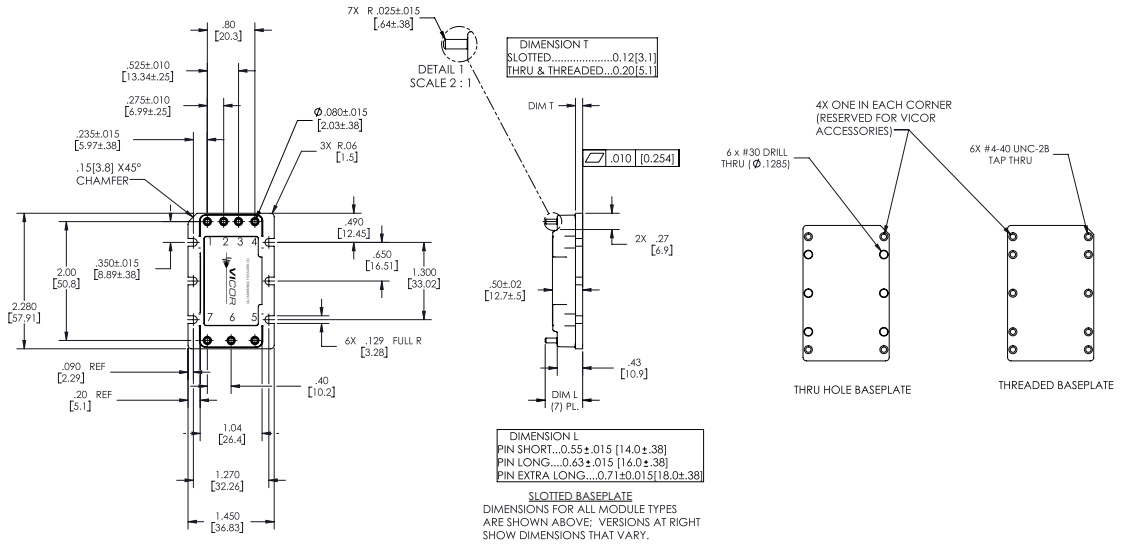 7X R .025±.015
[.64±.38]
DETAIL 1
SCALE 2 : 1
DIMENSION T
SLOTTED...................0.12[3.1]
THRU & THREADED...0.20[5.1]
.80
[20.3]
.525±.010
[13.34±.25]
.275±.010
[6.99±.25]
.235±.015
[5.97±.38]
.15[3.8] X45°
CHAMFER
Ø.080±.015
[2.03±.38]
3X R.06
[1.5]
1 2 3 4
VICOR
7 6 5
.490
[12.45]
.650
[16.51]
1.300
[33.02]
.350±.015
[8.89±.38]
2.00
[50.8]
2.280
[57.91]
6X .129 FULL R
[3.28]
.090 REF
[2.29]
.20 REF
[5.1]
.40
[10.2]
1.04
[26.4]
1.270
[32.26]
1.450
[36.83]
DIM T
.010 [0.254]
2X .27
[6.9]
.50±.02
[12.7±.5]
.43
[10.9]
DIM L
(7) PL.
DIMENSION L
PIN SHORT...0.55±.015 [14.0±.38]
PIN LONG....0.63±.015 [16.0±.38]
PIN EXTRA LONG....0.71±0.015[18.0±.38]
SLOTTED BASEPLATE
DIMENSIONS FOR ALL MODULE TYPES
ARE SHOWN ABOVE; VERSIONS AT RIGHT
SHOW DIMENSIONS THAT VARY.
4X ONE IN EACH CORNER
(RESERVED FOR VICOR
ACCESSORIES)
6 x #30 DRILL
THRU (Ø.1285)
6X #4-40 UNC-2B
TAP THRU
THRU HOLE BASEPLATE
THREADED BASEPLATE